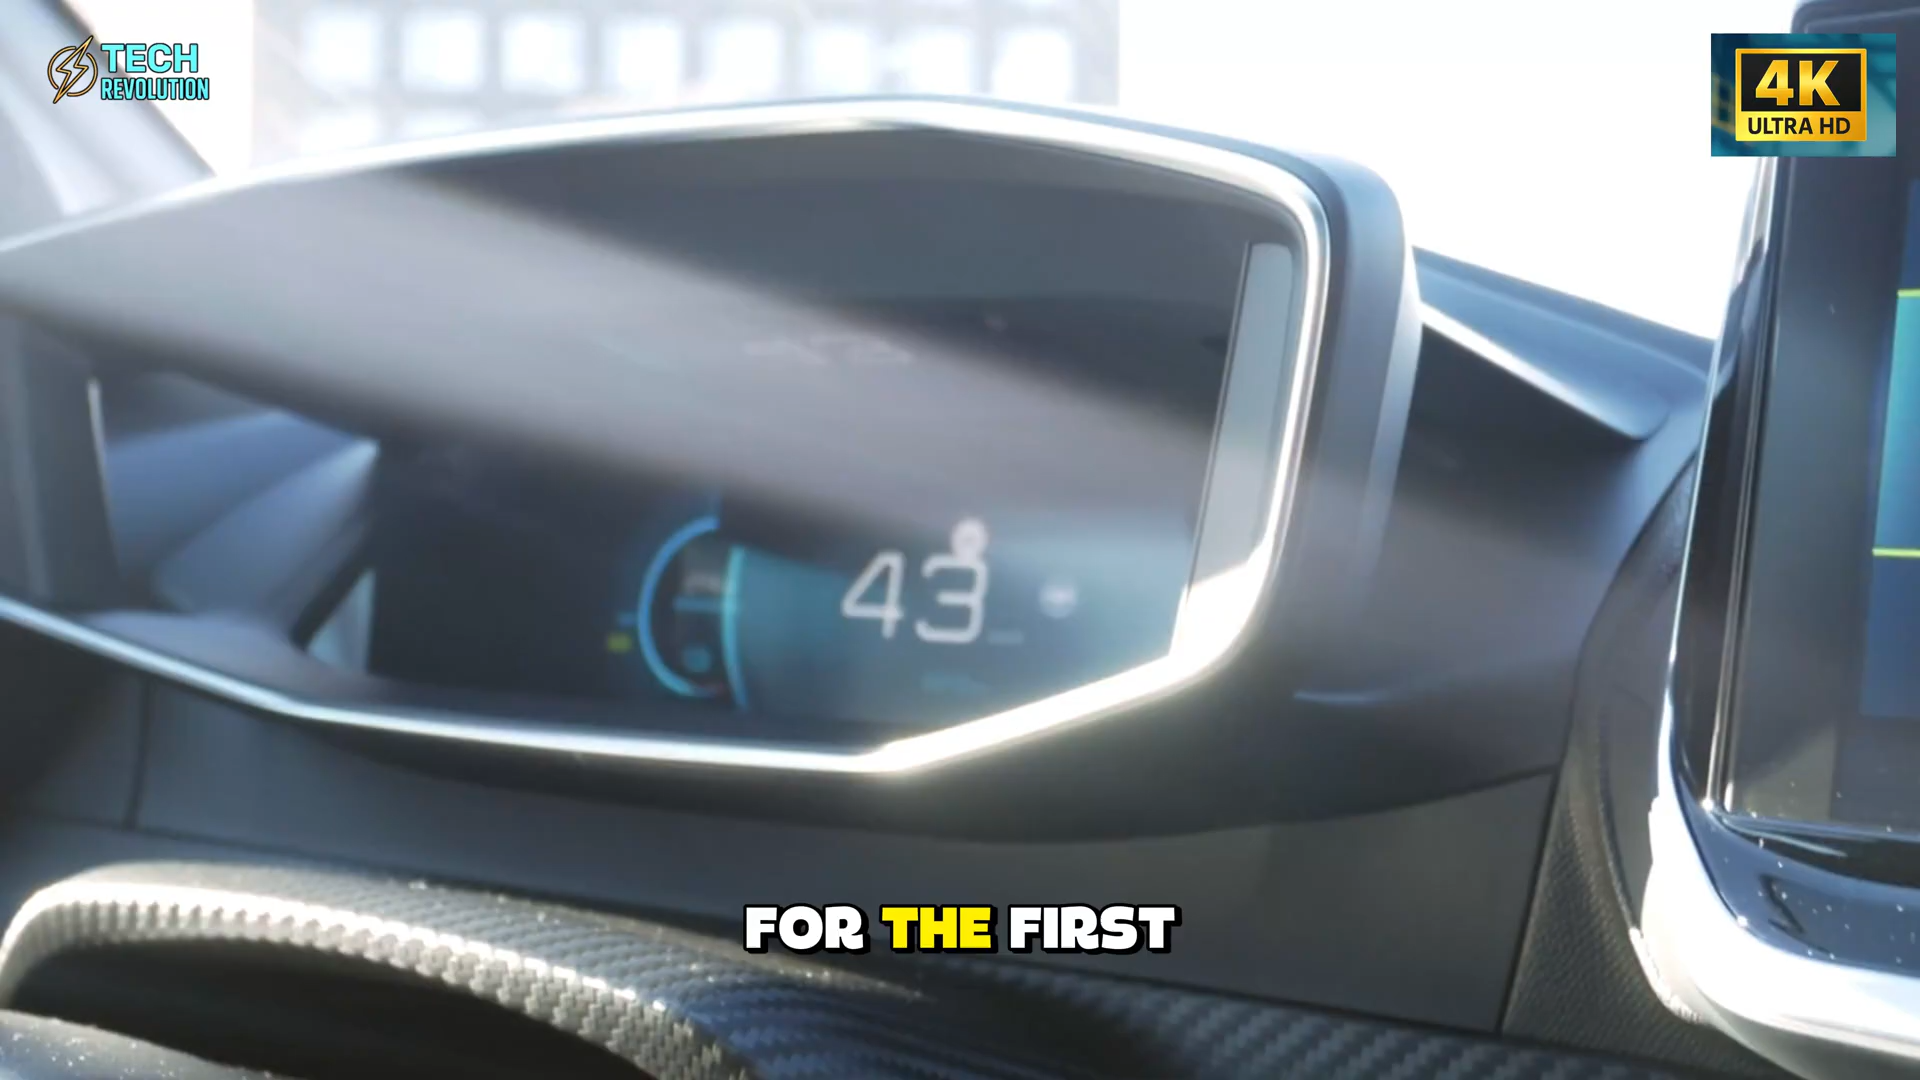 TECH
REVOLUTION
4K
ULTRA HD
43
FOR THE FIRST